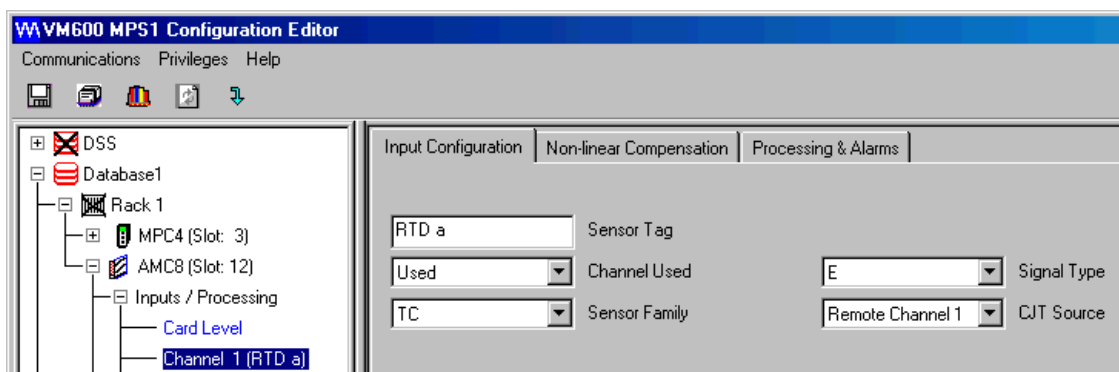 VM600 MPS1 Configuration Editor
Communications Privileges Help
DSS
Database1
Rack 1
MPC4 (Slot: 3)
AMC8 (Slot: 12)
Inputs / Processing
Card Level
Channel 1 (RTD a)
Input Configuration Non-linear Compensation Processing & Alarms
RTD a Sensor Tag
Used Channel Used E Signal Type
TC Sensor Family Remote Channel 1 CJT Source